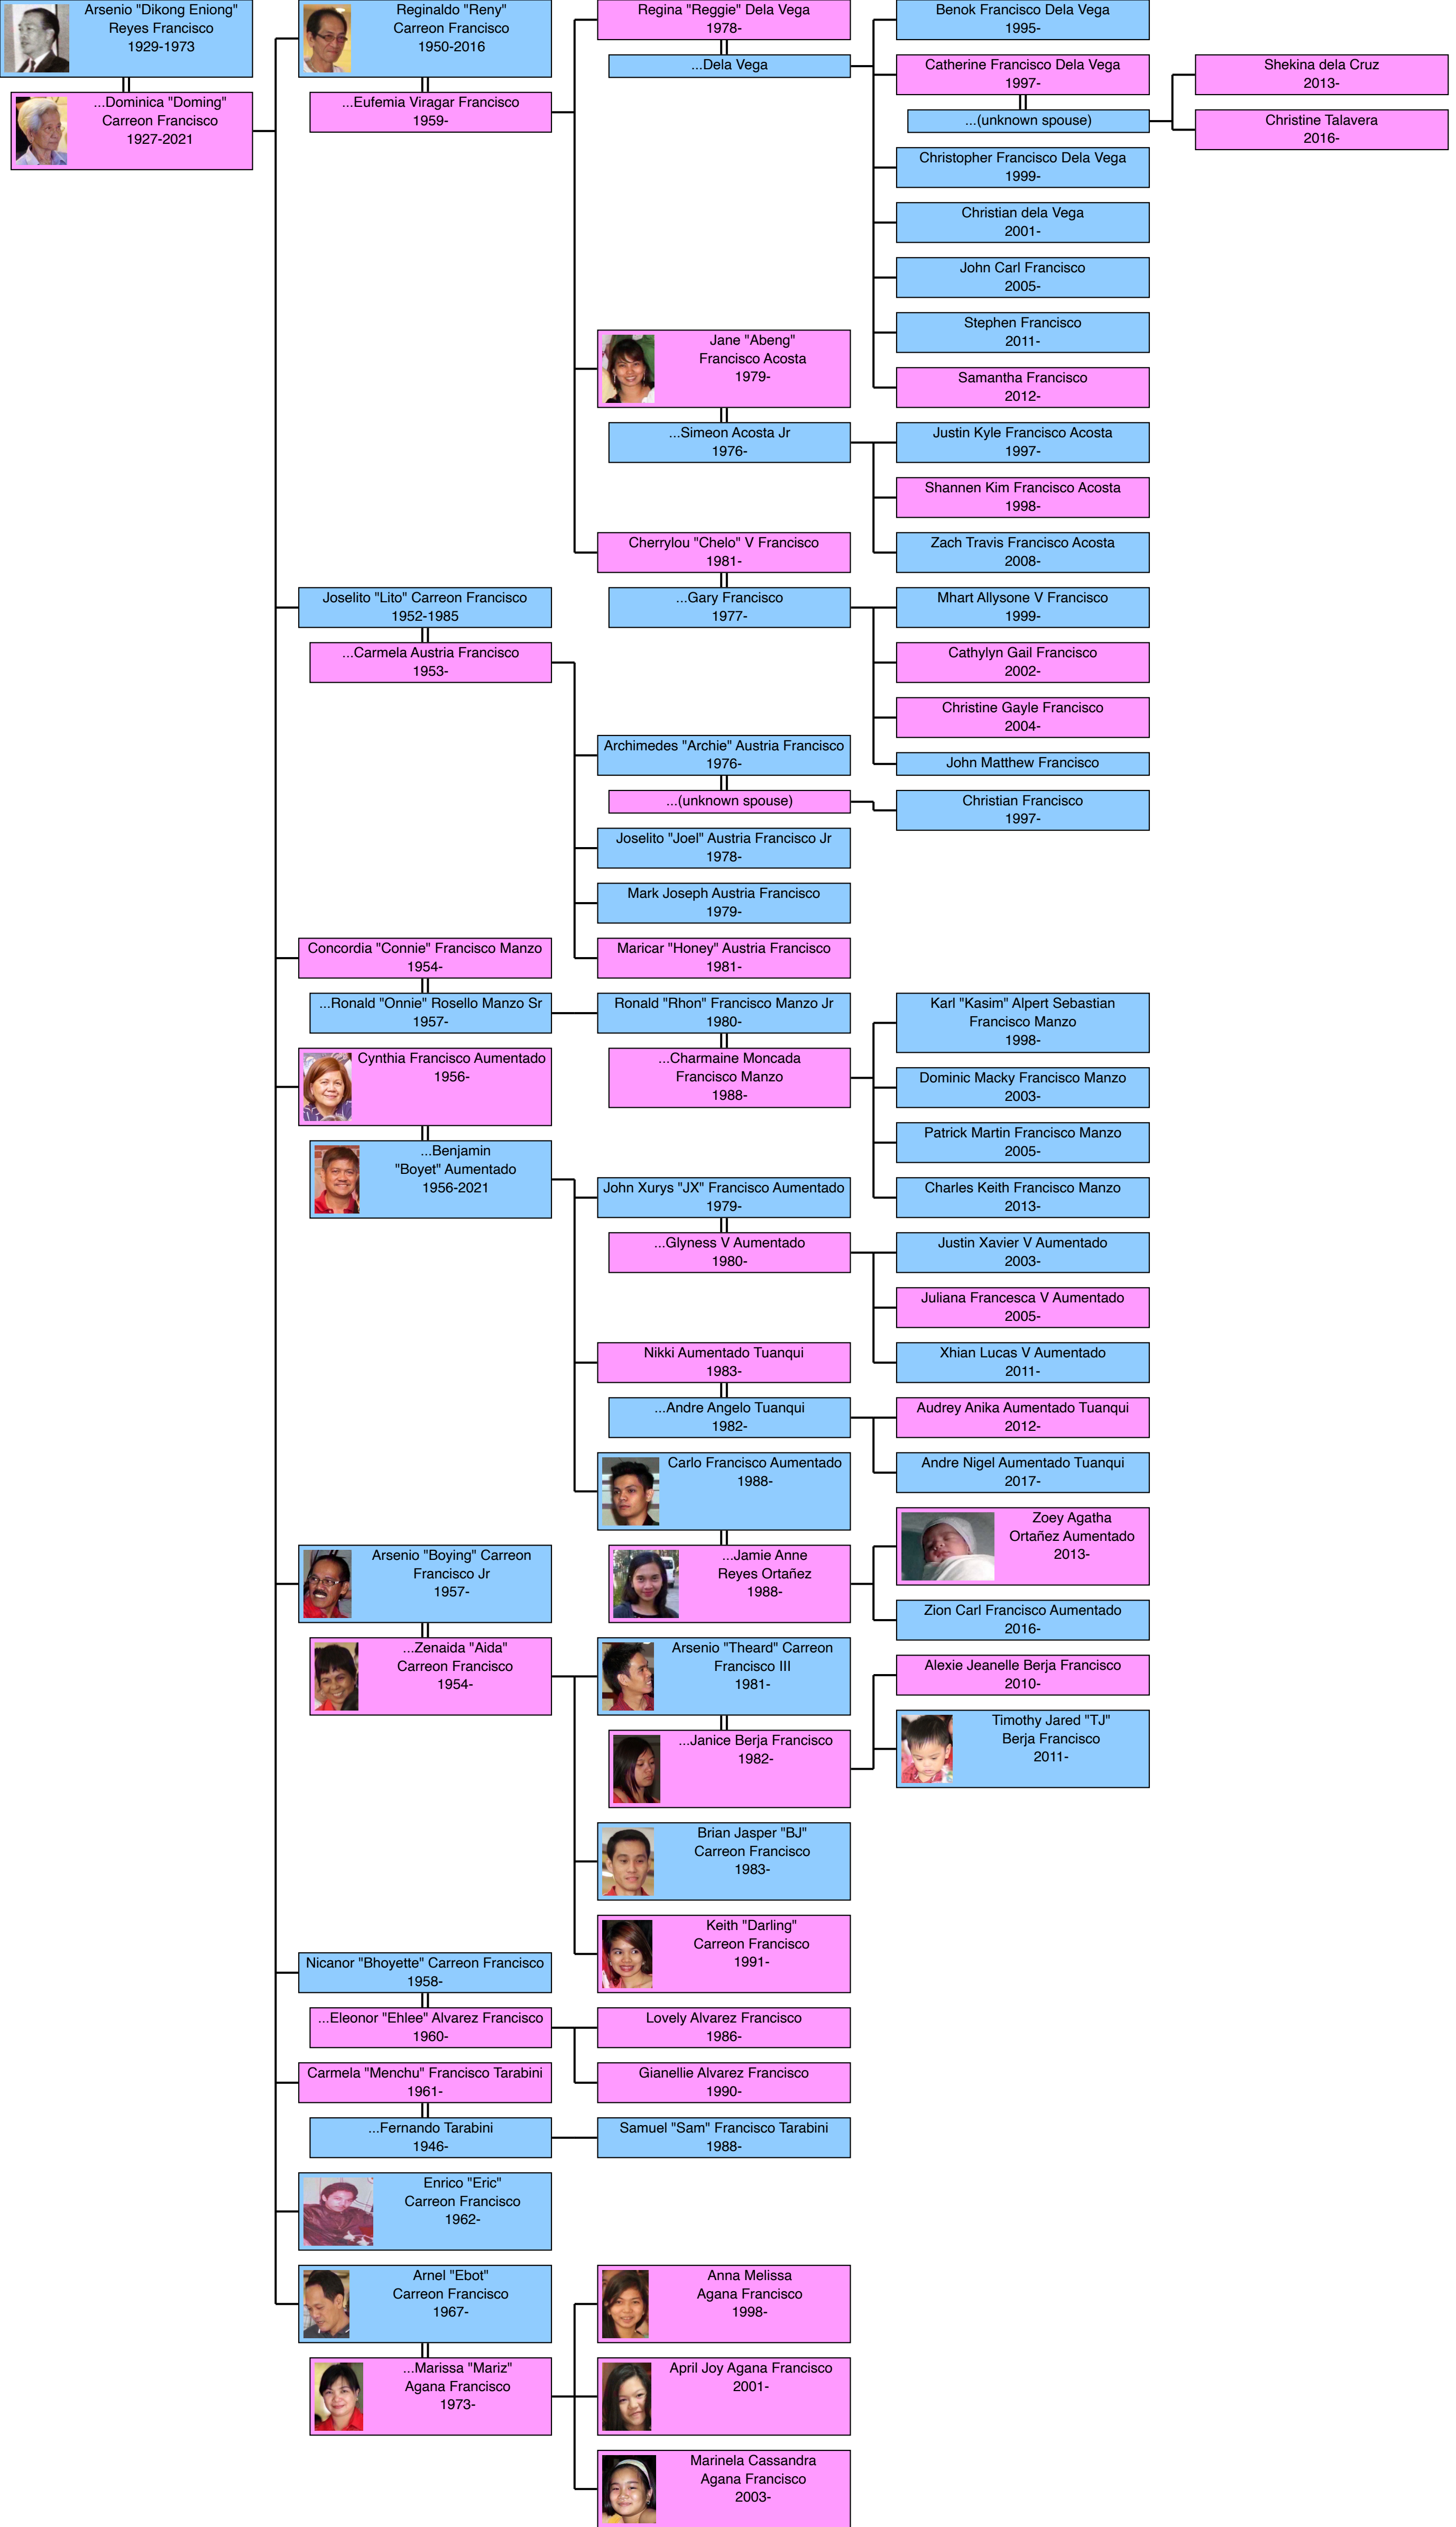 Arsenio "Dikong Eniong"
Reyes Francisco
1929-1973
...Dominica "Doming"
Carreon Francisco
1927-2021
Reginaldo "Reny"
Carreon Francisco
1950-2016
...Eufemia Viragar Francisco
1959-
Regina "Reggie" Dela Vega
1978-
...Dela Vega
Benok Francisco Dela Vega
1995-
Catherine Francisco Dela Vega
1997-
...(unknown spouse)
Shekina dela Cruz
2013-
Christine Talavera
2016-
Christopher Francisco Dela Vega
1999-
Christian dela Vega
2001-
John Carl Francisco
2005-
Stephen Francisco
2011-
Samantha Francisco
2012-
Jane "Abeng"
Francisco Acosta
1979-
...Simeon Acosta Jr
1976-
Justin Kyle Francisco Acosta
1997-
Shannen Kim Francisco Acosta
1998-
Zach Travis Francisco Acosta
2008-
Cherrylou "Chelo" V Francisco
1981-
...Gary Francisco
1977-
Mhart Allysone V Francisco
1999-
Cathylyn Gail Francisco
2002-
Christine Gayle Francisco
2004-
John Matthew Francisco
Joselito "Lito" Carreon Francisco
1952-1985
...Carmela Austria Francisco
1953-
Archimedes "Archie" Austria Francisco
1976-
...(unknown spouse)
Christian Francisco
1997-
Joselito "Joel" Austria Francisco Jr
1978-
Mark Joseph Austria Francisco
1979-
Maricar "Honey" Austria Francisco
1981-
Concordia "Connie" Francisco Manzo
1954-
...Ronald "Onnie" Rosello Manzo Sr
1957-
Ronald "Rhon" Francisco Manzo Jr
1980-
...Charmaine Moncada
Francisco Manzo
1988-
Karl "Kasim" Alpert Sebastian
Francisco Manzo
1998-
Dominic Macky Francisco Manzo
2003-
Patrick Martin Francisco Manzo
2005-
Charles Keith Francisco Manzo
2013-
Cynthia Francisco Aumentado
1956-
...Benjamin
"Boyet" Aumentado
1956-2021
John Xurys "JX" Francisco Aumentado
1979-
...Glyness V Aumentado
1980-
Justin Xavier V Aumentado
2003-
Juliana Francesca V Aumentado
2005-
Xhian Lucas V Aumentado
2011-
Nikki Aumentado Tuanqui
1983-
...Andre Angelo Tuanqui
1982-
Audrey Anika Aumentado Tuanqui
2012-
Andre Nigel Aumentado Tuanqui
2017-
Carlo Francisco Aumentado
1988-
...Jamie Anne
Reyes Ortañez
1988-
Zoey Agatha
Ortañez Aumentado
2013-
Zion Carl Francisco Aumentado
2016-
Arsenio "Boying" Carreon
Francisco Jr
1957-
...Zenaida "Aida"
Carreon Francisco
1954-
Arsenio "Theard" Carreon
Francisco III
1981-
...Janice Berja Francisco
1982-
Alexie Jeanelle Berja Francisco
2010-
Timothy Jared "TJ"
Berja Francisco
2011-
Brian Jasper "BJ"
Carreon Francisco
1983-
Keith "Darling"
Carreon Francisco
1991-
Nicanor "Bhoyette" Carreon Francisco
1958-
...Eleonor "Ehlee" Alvarez Francisco
1960-
Lovely Alvarez Francisco
1986-
Gianellie Alvarez Francisco
1990-
Carmela "Menchu" Francisco Tarabini
1961-
...Fernando Tarabini
1946-
Samuel "Sam" Francisco Tarabini
1988-
Enrico "Eric"
Carreon Francisco
1962-
Arnel "Ebot"
Carreon Francisco
1967-
...Marissa "Mariz"
Agana Francisco
1973-
Anna Melissa
Agana Francisco
1998-
April Joy Agana Francisco
2001-
Marinela Cassandra
Agana Francisco
2003-